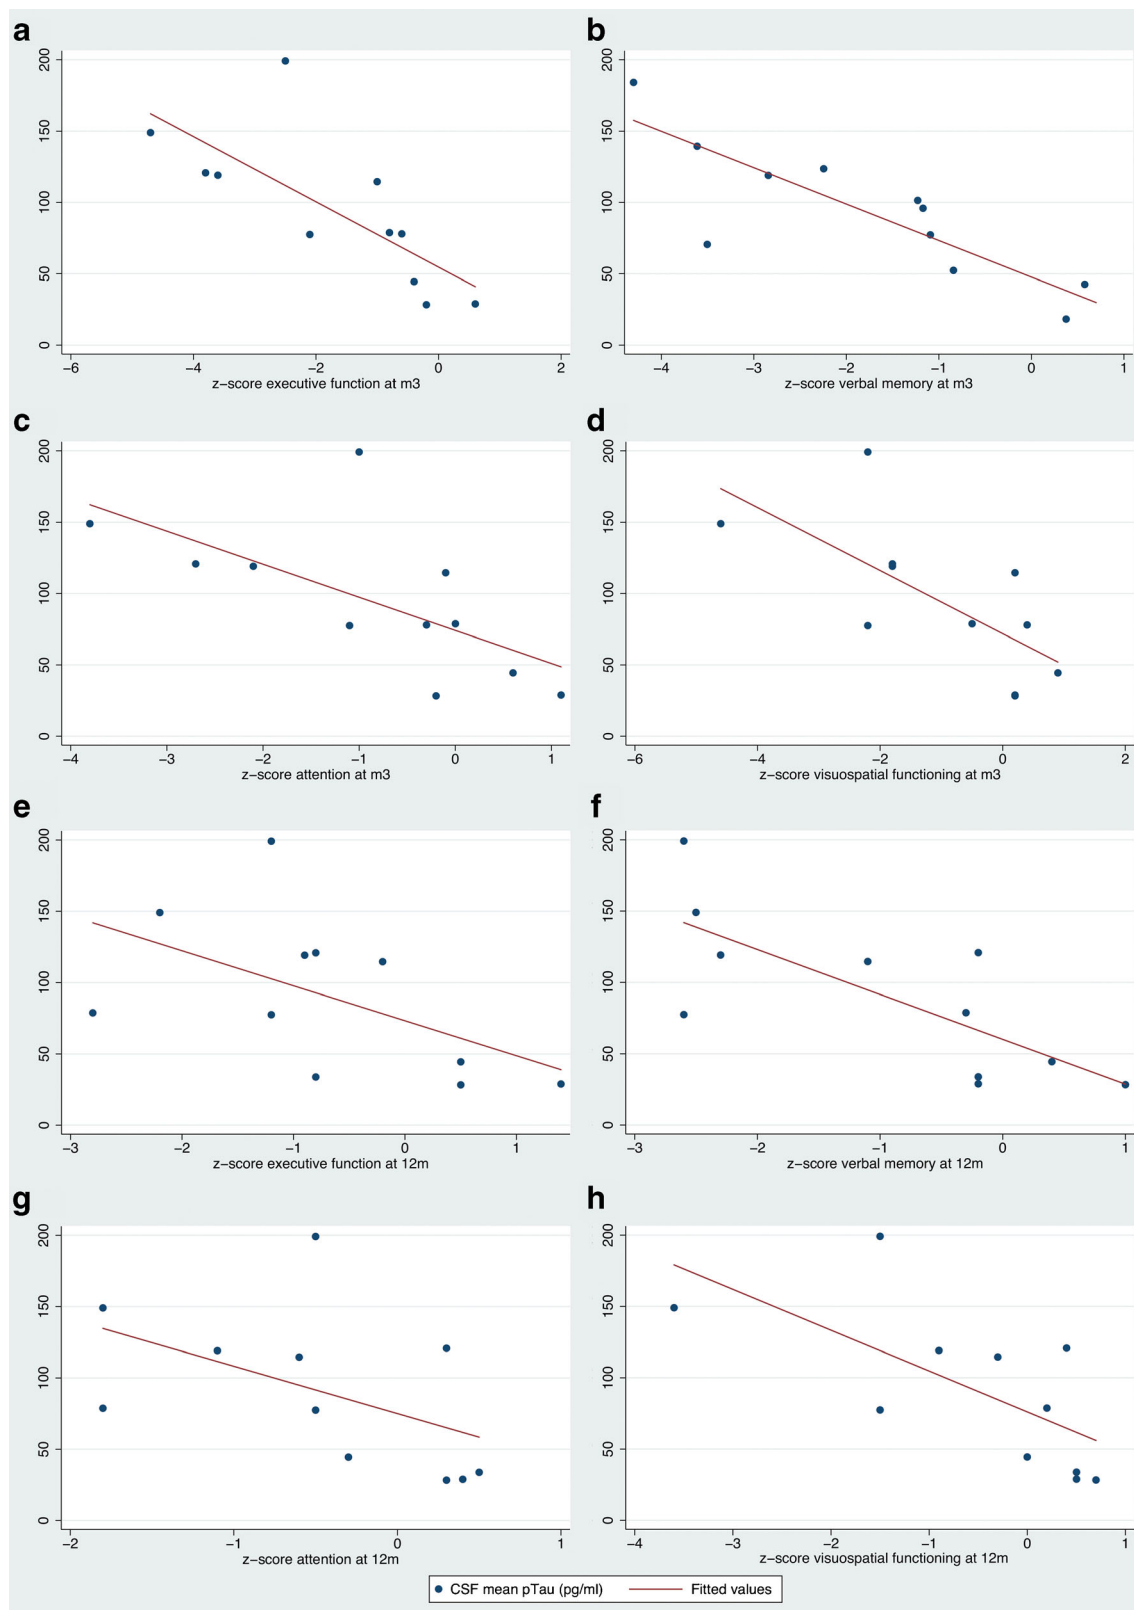 a
200
150
100
50
0
−6 −4 −2 0 2
z-score executive function at m3
b
200
150
100
50
0
−4 −3 −2 −1 0 1
z-score verbal memory at m3
c
200
150
100
50
0
−4 −3 −2 −1 0 1
z-score attention at m3
d
200
150
100
50
0
−6 −4 −2 0 2
z-score visuospatial functioning at m3
e
200
150
100
50
0
−3 −2 −1 0 1
z-score executive function at 12m
f
200
150
100
50
0
−3 −2 −1 0 1
z-score verbal memory at 12m
g
200
150
100
50
0
−2 −1 0 1
z-score attention at 12m
h
200
150
100
50
0
−4 −3 −2 −1 0 1
z-score visuospatial functioning at 12m
CSF mean pTau (pg/ml) Fitted values